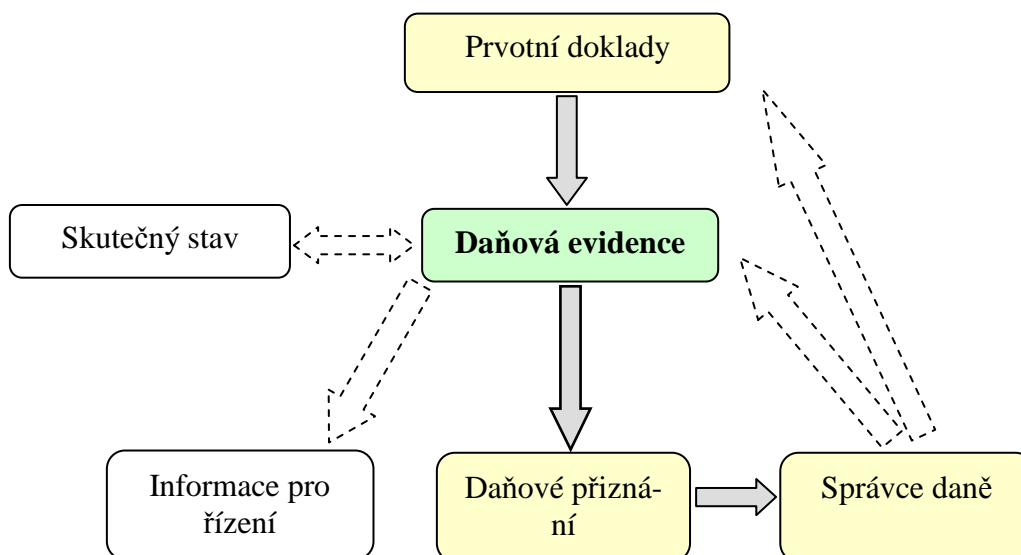 Prvotní doklady
Skutečný stav
Daňová evidence
Informace pro
řízení
Daňové přizná-
ní
Správce daně